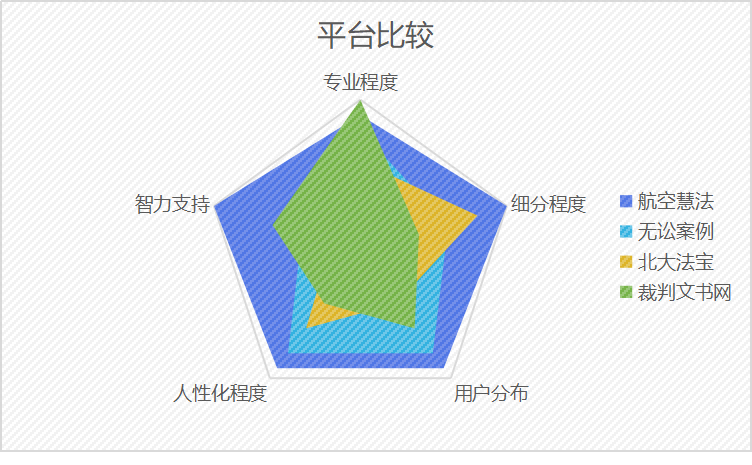 平台比较
专业程度
智力支持
细分程度
航空慧法
无讼案例
北大法宝
裁判文书网
人性化程度
用户分布